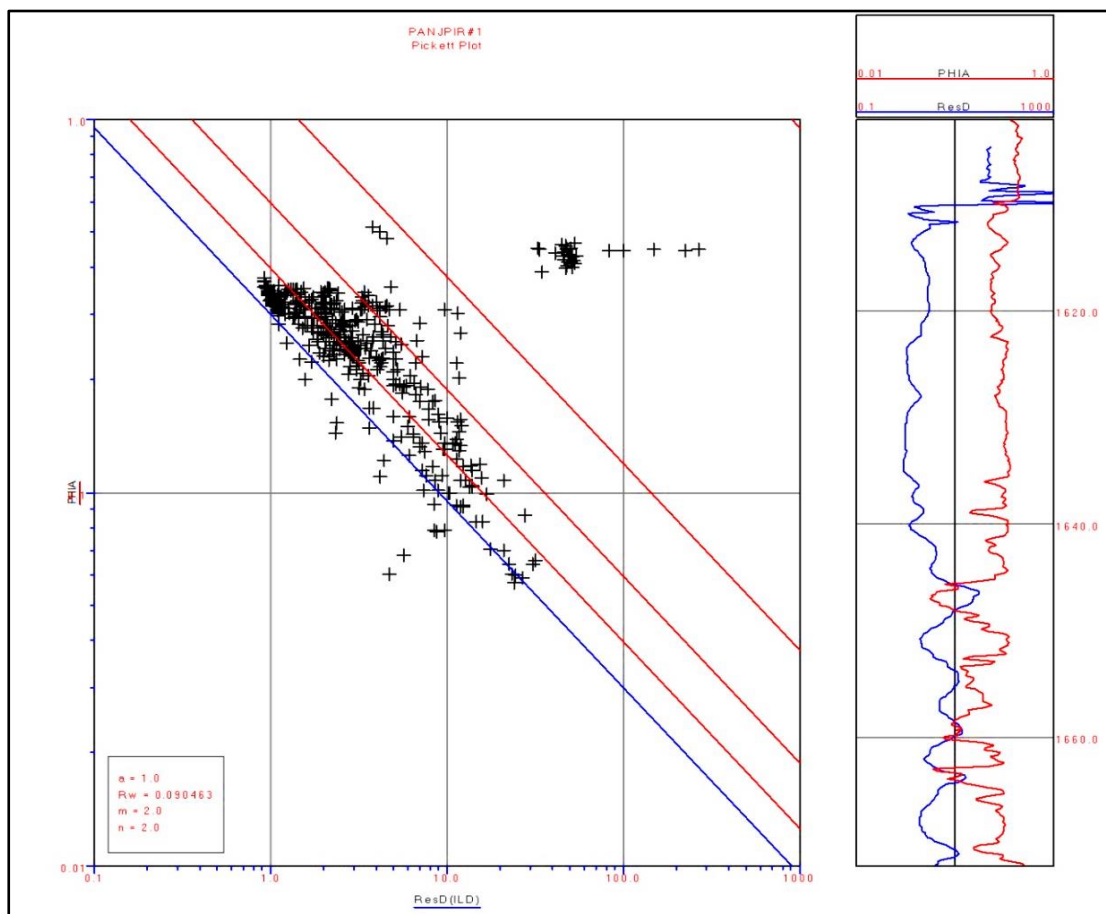 PANJPIR#1
Pickett Plot
0.01 PHIA 1.0
0.1 ResD 1000
1.0
PHIA
0.01
0.1 1.0 10.0 100.0 1000
ResD(ILD)
a = 1.0
Rw = 0.090463
m = 2.0
n = 2.0
1620.0
1640.0
1660.0